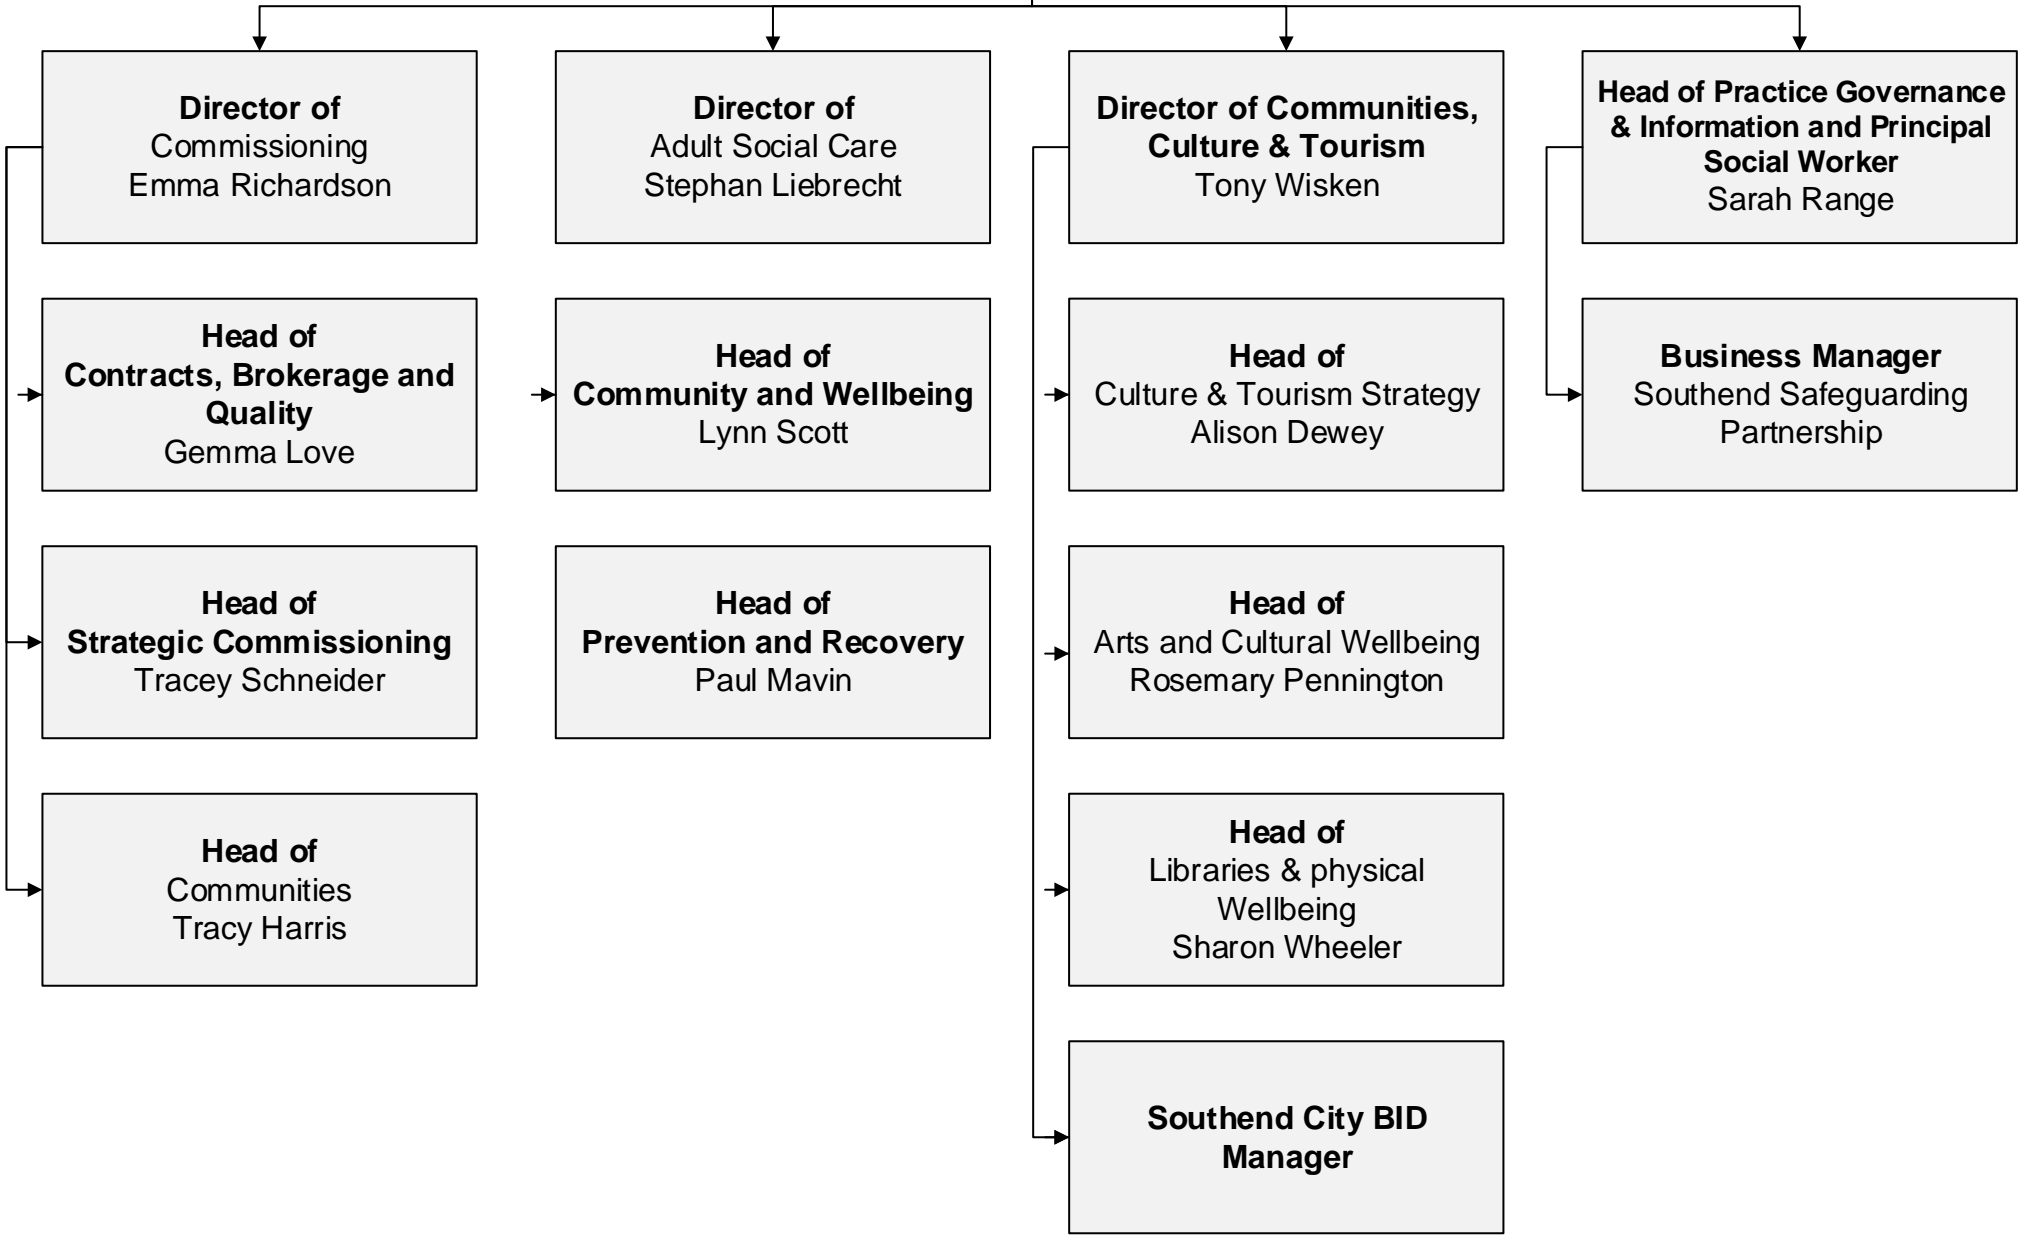 Director of
Commissioning
Emma Richardson
Director of
Adult Social Care
Stephan Liebrecht
Director of Communities,
Culture & Tourism
Tony Wisken
Head of Practice Governance
& Information and Principal
Social Worker
Sarah Range
Head of
Contracts, Brokerage and
Quality
Gemma Love
Head of
Community and Wellbeing
Lynn Scott
Head of
Culture & Tourism Strategy
Alison Dewey
Business Manager
Southend Safeguarding
Partnership
Head of
Strategic Commissioning
Tracey Schneider
Head of
Prevention and Recovery
Paul Mavin
Head of
Arts and Cultural Wellbeing
Rosemary Pennington
Head of
Communities
Tracy Harris
Head of
Libraries & physical
Wellbeing
Sharon Wheeler
Southend City BID
Manager